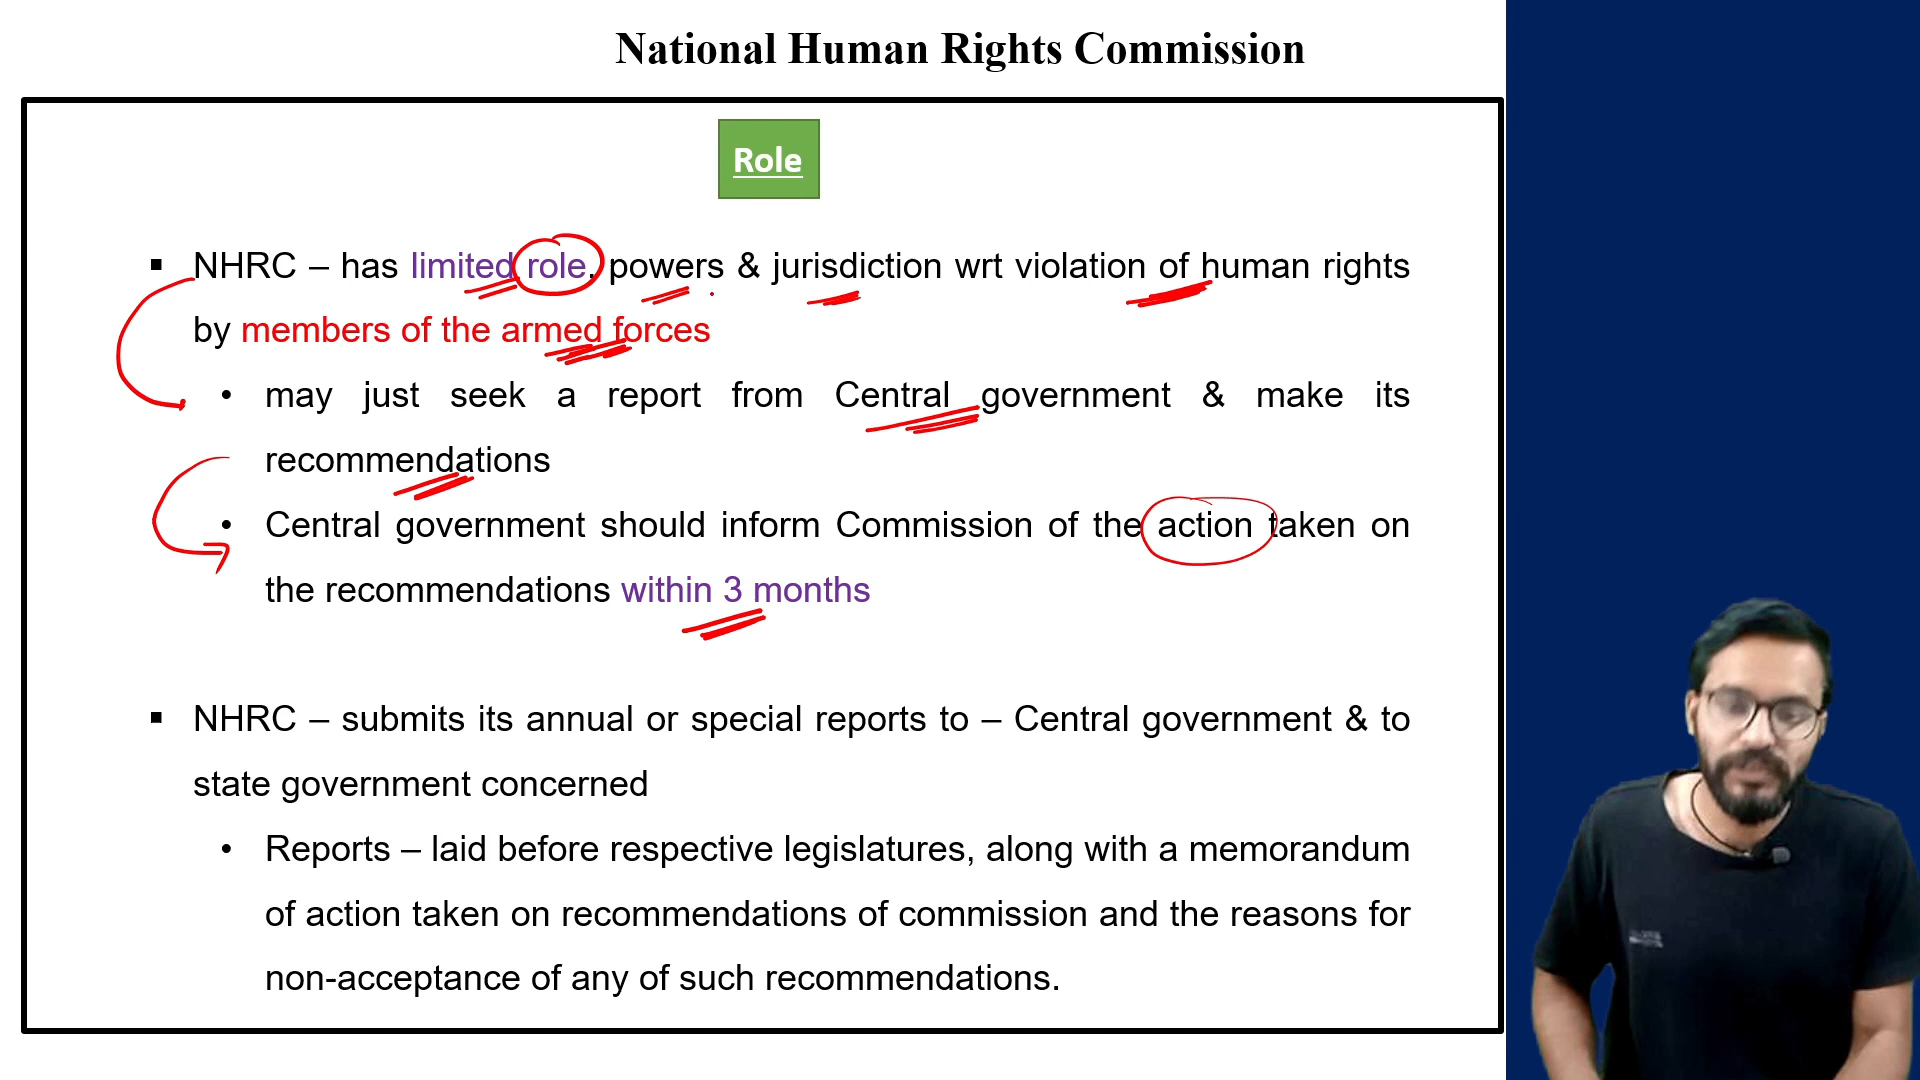 National Human Rights Commission
Role
▪ NHRC – has limited role, powers & jurisdiction wrt violation of human rights
by members of the armed forces
• may just seek a report from Central government & make its
recommendations
• Central government should inform Commission of the action taken on
the recommendations within 3 months
▪ NHRC – submits its annual or special reports to – Central government & to
state government concerned
• Reports – laid before respective legislatures, along with a memorandum
of action taken on recommendations of commission and the reasons for
non-acceptance of any of such recommendations.